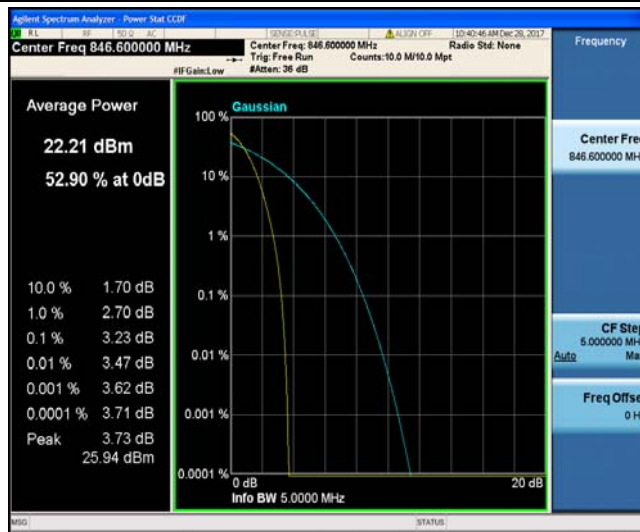 Agilent Spectrum Analyzer - Power Stat CCDF
RL RF 50 Ω AC SENSE:PULSE ALIGN OFF 10:40:46 AM Dec 28, 2017
Center Freq 846.600000 MHz
Center Freq: 846.600000 MHz Radio Std: None
Trig: Free Run Counts:10.0 M/10.0 Mpt
#IFGain:Low #Atten: 36 dB
Frequency
Average Power
22.21 dBm
52.90 % at 0dB
10.0 % 1.70 dB
1.0 % 2.70 dB
0.1 % 3.23 dB
0.01 % 3.47 dB
0.001 % 3.62 dB
0.0001 % 3.71 dB
Peak 3.73 dB
25.94 dBm
Gaussian
100 %
10 %
1 %
0.1 %
0.01 %
0.001 %
0.0001 %
0 dB 20 dB
Info BW 5.0000 MHz
Center Fre
846.600000 MH
CF Step
5.000000 MH
Auto Ma
Freq Offse
0 H
MSG STATUS